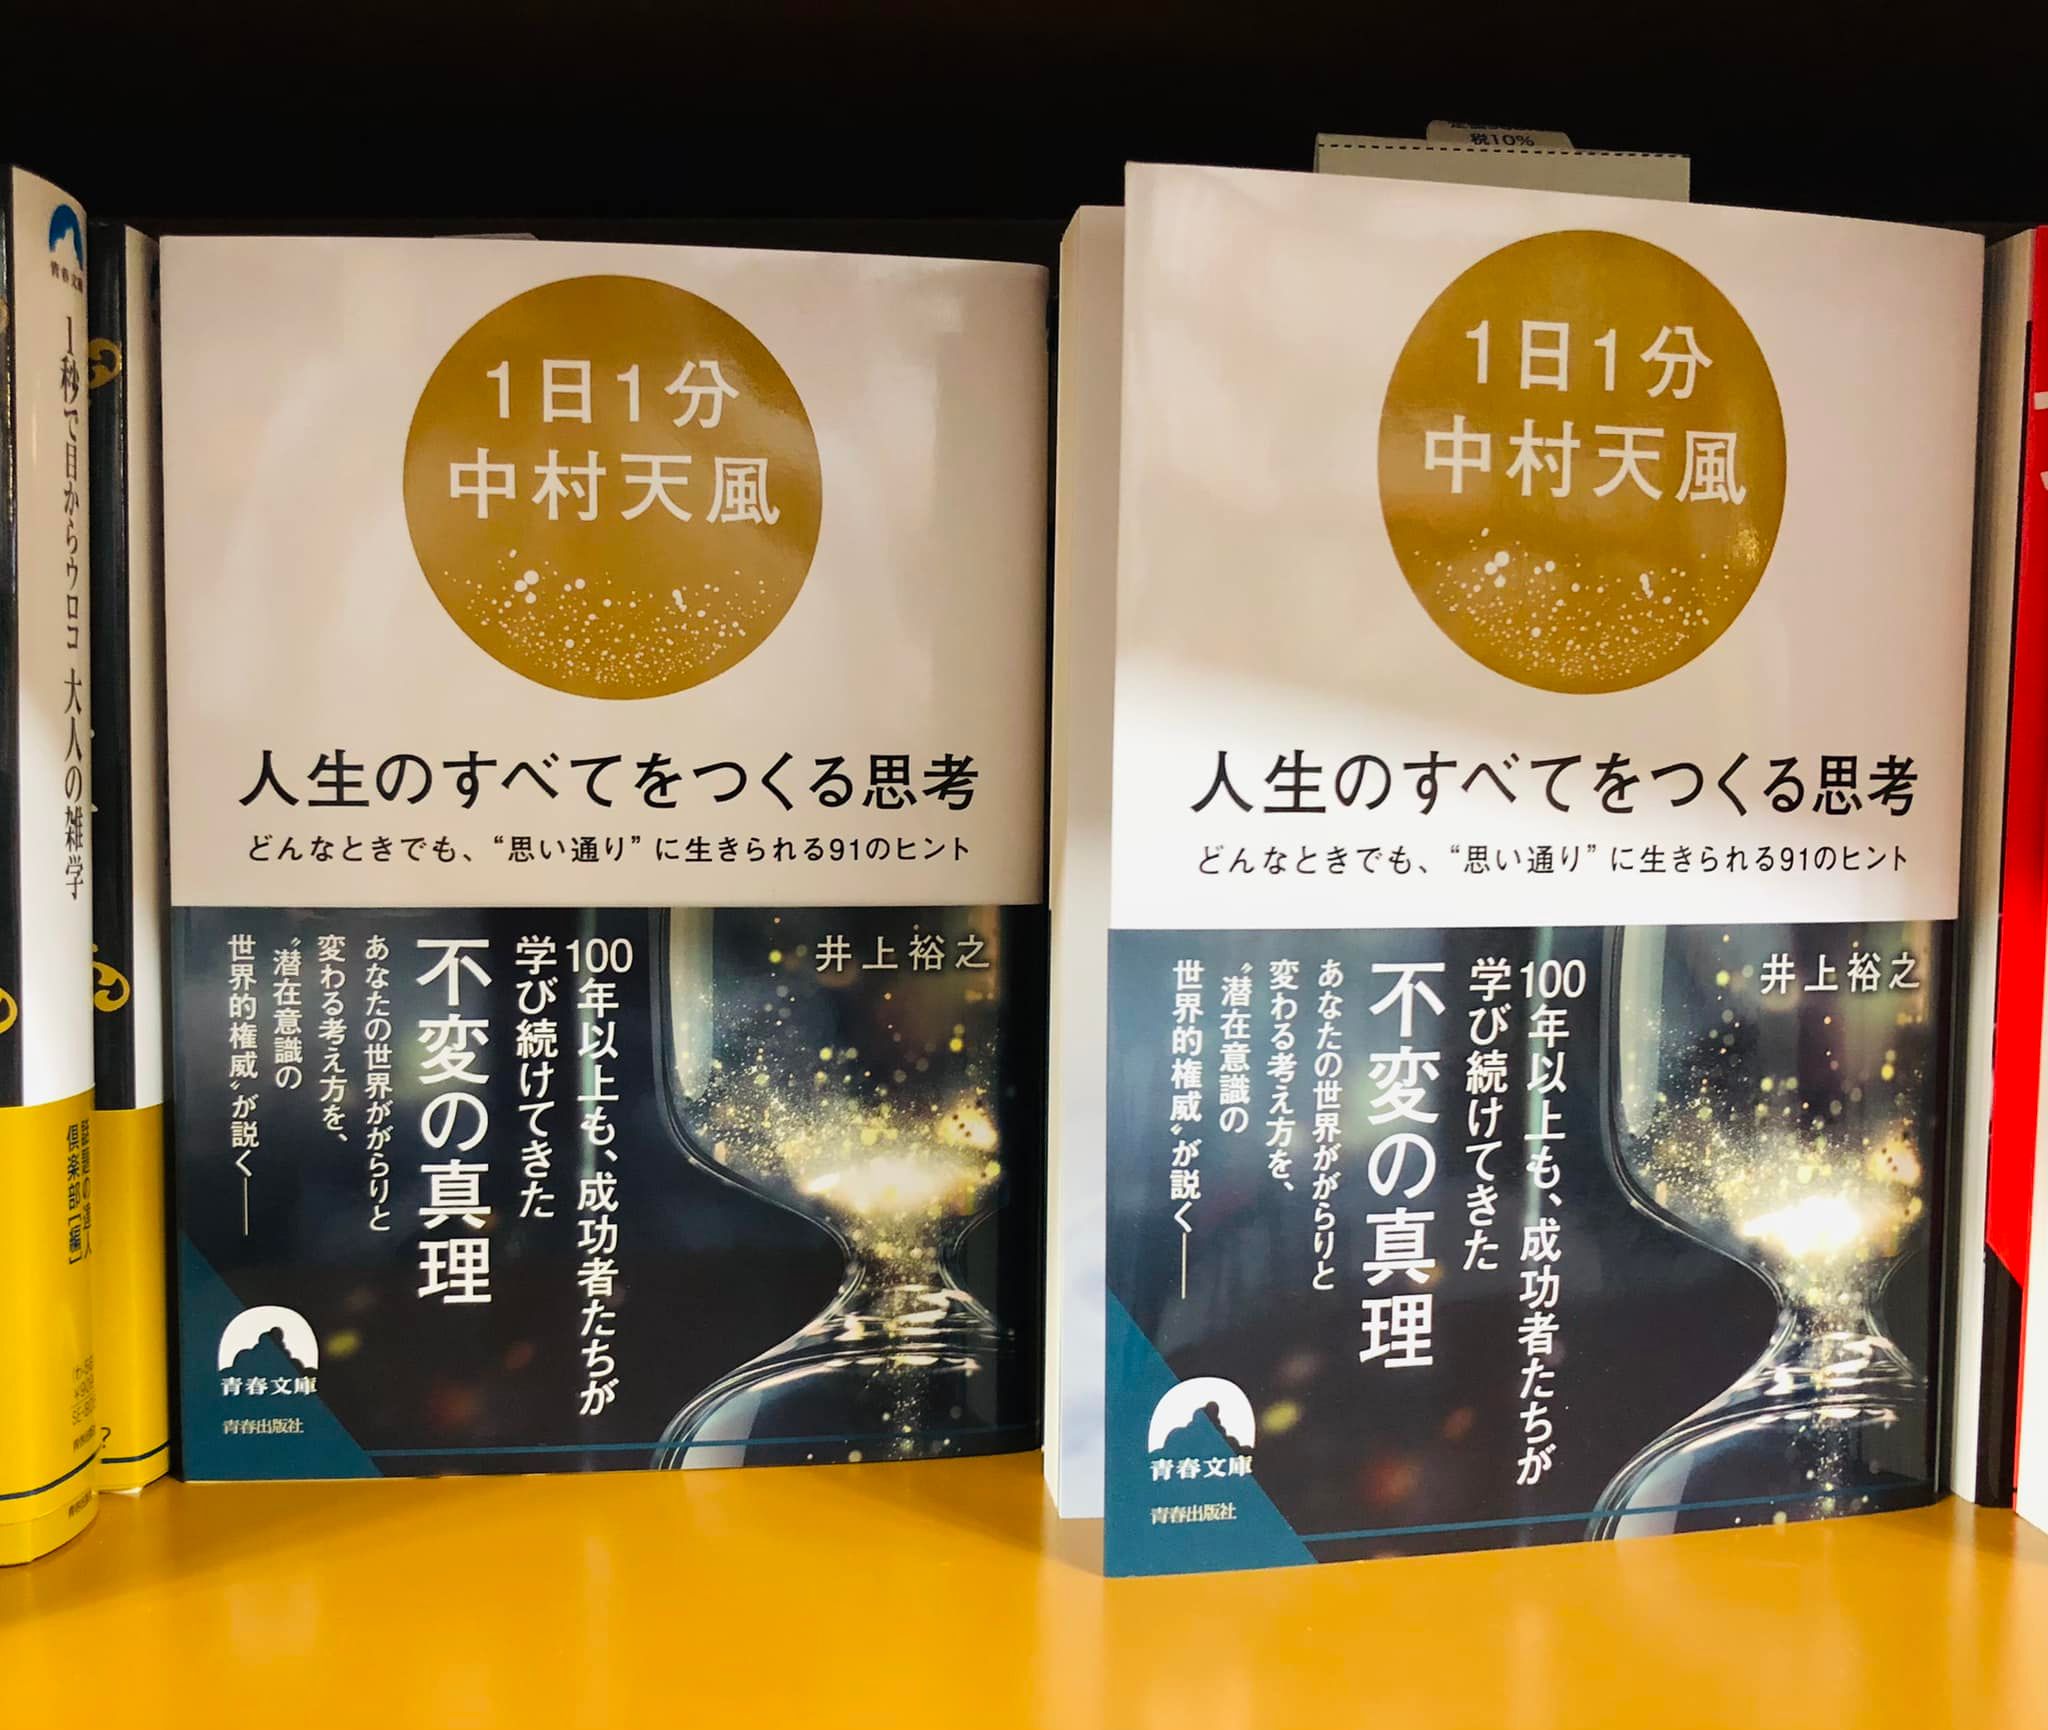 青春文庫
1秒で目からウロコ 大人の雑学
倶楽部[編]
1日1分
中村天風
人生のすべてをつくる思考
どんなときでも、“思い通り”に生きられる91のヒント
井上裕之
100年以上も、成功者たちが
学び続けてきた
不変の真理
あなたの世界ががらりと
変わる考え方を、
〝潜在意識の
世界的権威〟が説く――
青春文庫
青春出版社
税10%
1日1分
中村天風
人生のすべてをつくる思考
どんなときでも、“思い通り”に生きられる91のヒント
井上裕之
100年以上も、成功者たちが
学び続けてきた
不変の真理
あなたの世界ががらりと
変わる考え方を、
〝潜在意識の
世界的権威〟が説く――
青春文庫
青春出版社